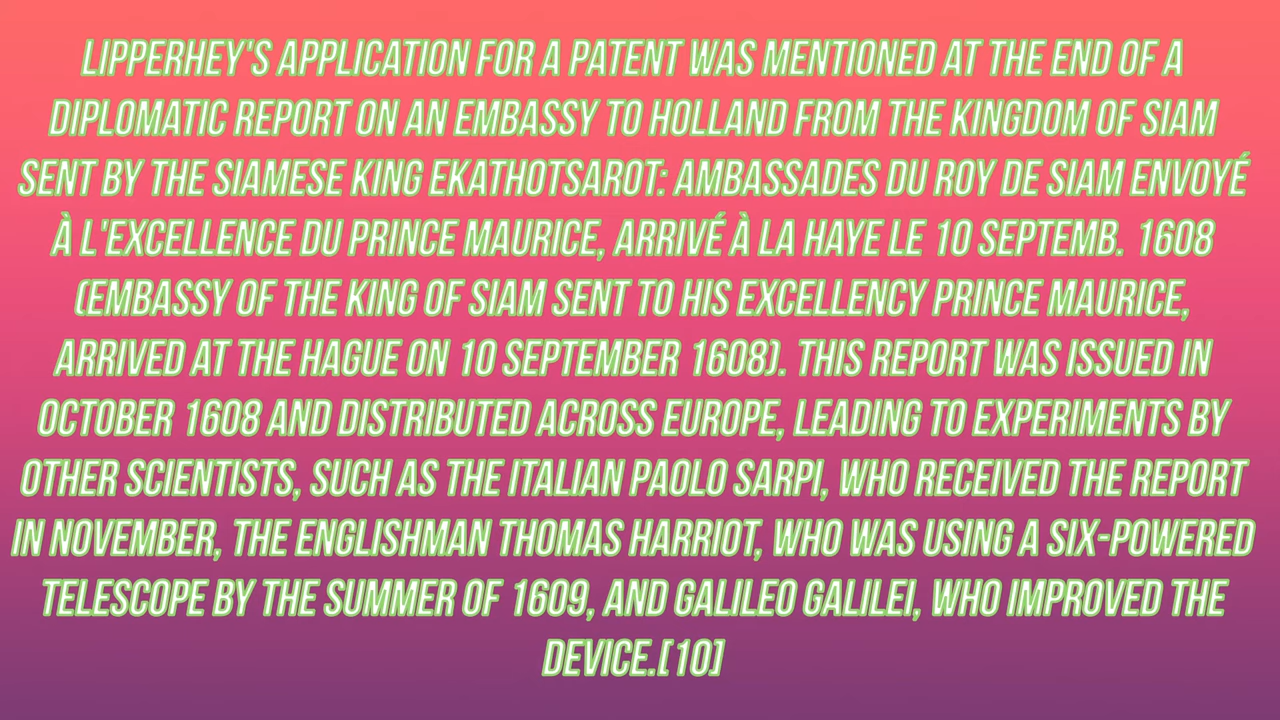 LIPPERHEY'S APPLICATION FOR A PATENT WAS MENTIONED AT THE END OF A
DIPLOMATIC REPORT ON AN EMBASSY TO HOLLAND FROM THE KINGDOM OF SIAM
SENT BY THE SIAMESE KING EKATHOTSAROT: AMBASSADES DU ROY DE SIAM ENVOYÉ
À L'EXCELLENCE DU PRINCE MAURICE, ARRIVÉ À LA HAYE LE 10 SEPTEMB. 1608
(EMBASSY OF THE KING OF SIAM SENT TO HIS EXCELLENCY PRINCE MAURICE,
ARRIVED AT THE HAGUE ON 10 SEPTEMBER 1608). THIS REPORT WAS ISSUED IN
OCTOBER 1608 AND DISTRIBUTED ACROSS EUROPE, LEADING TO EXPERIMENTS BY
OTHER SCIENTISTS, SUCH AS THE ITALIAN PAOLO SARPI, WHO RECEIVED THE REPORT
IN NOVEMBER, THE ENGLISHMAN THOMAS HARRIOT, WHO WAS USING A SIX-POWERED
TELESCOPE BY THE SUMMER OF 1609, AND GALILEO GALILEI, WHO IMPROVED THE
DEVICE.[10]